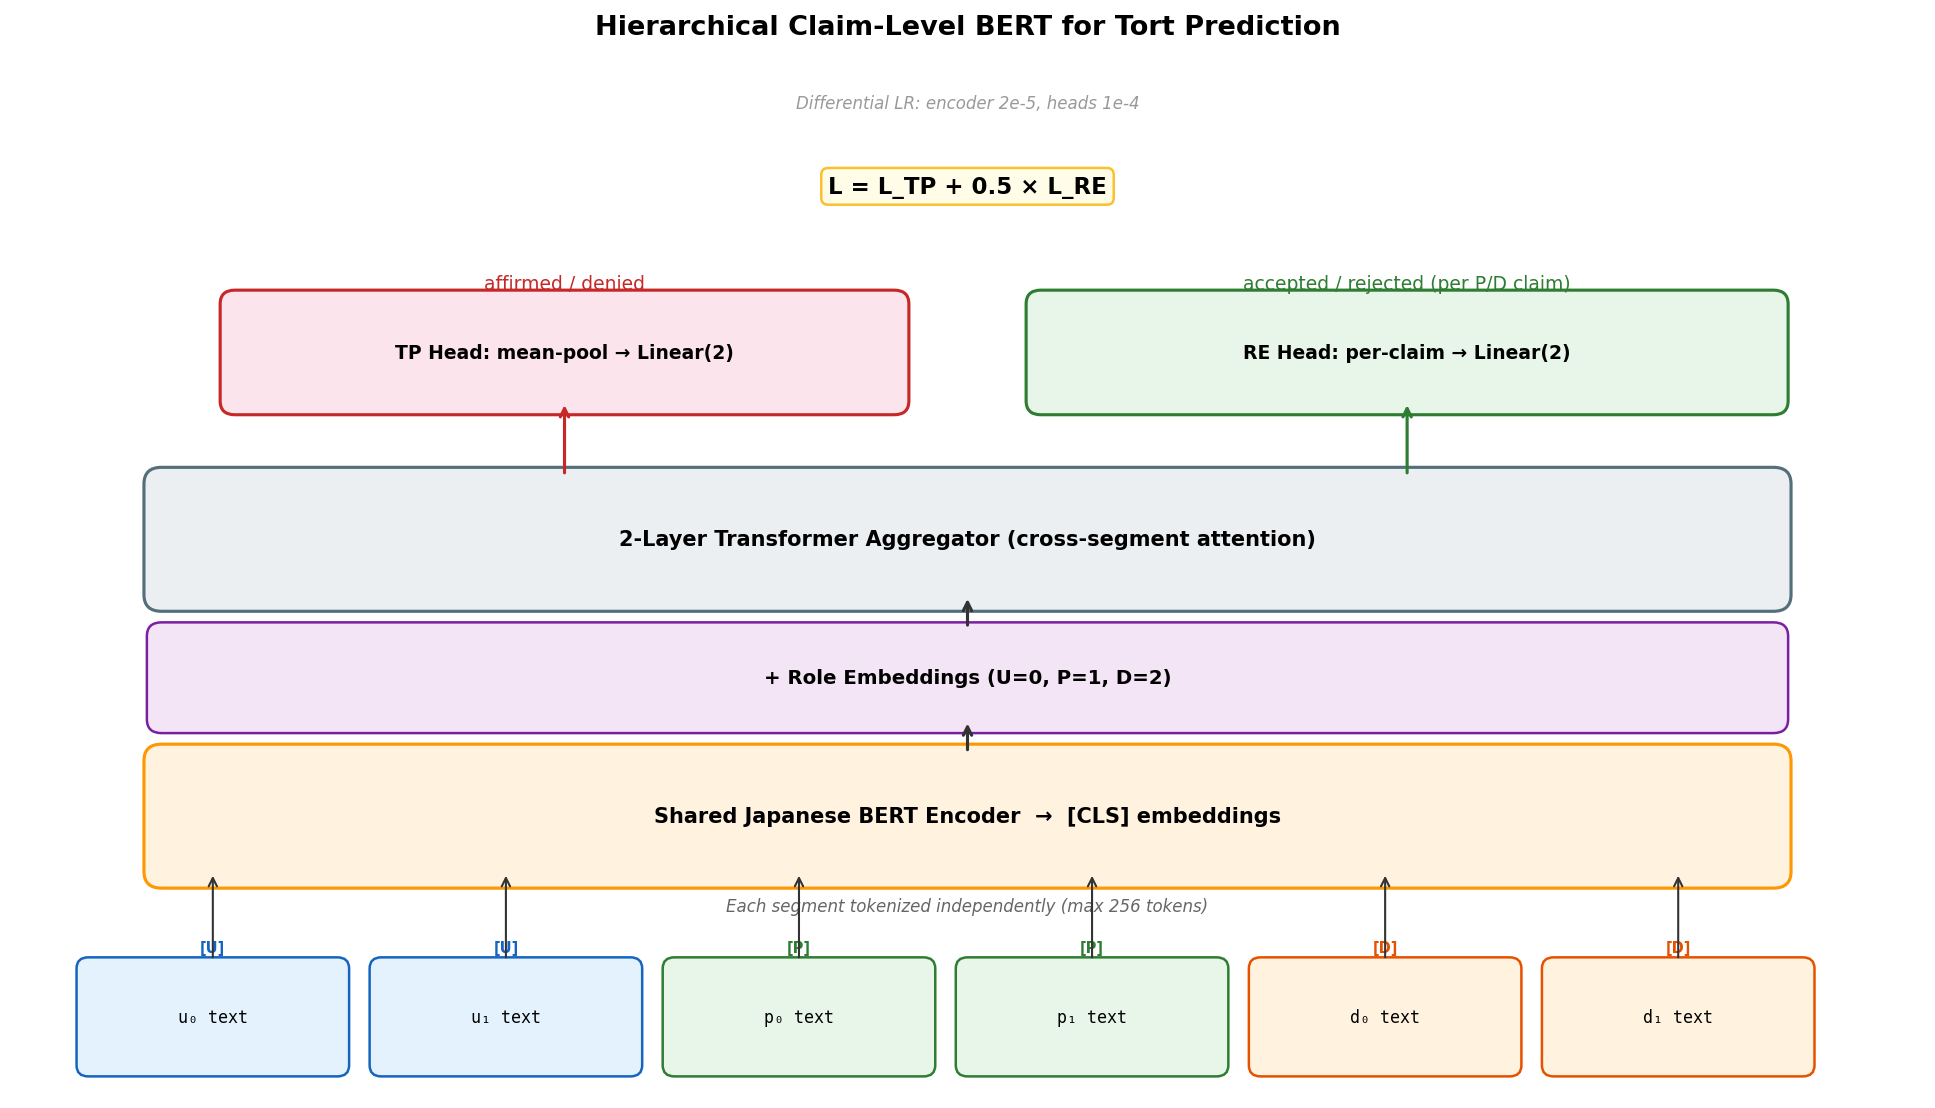 Hierarchical Claim-Level BERT for Tort Prediction
Differential LR: encoder 2e-5, heads 1e-4
L = L_TP + 0.5 × L_RE
affirmed / denied
accepted / rejected (per P/D claim)
TP Head: mean-pool → Linear(2)
RE Head: per-claim → Linear(2)
2-Layer Transformer Aggregator (cross-segment attention)
+ Role Embeddings (U=0, P=1, D=2)
Shared Japanese BERT Encoder → [CLS] embeddings
Each segment tokenized independently (max 256 tokens)
[U]
[U]
[P]
[P]
[D]
[D]
u₀ text
u₁ text
p₀ text
p₁ text
d₀ text
d₁ text